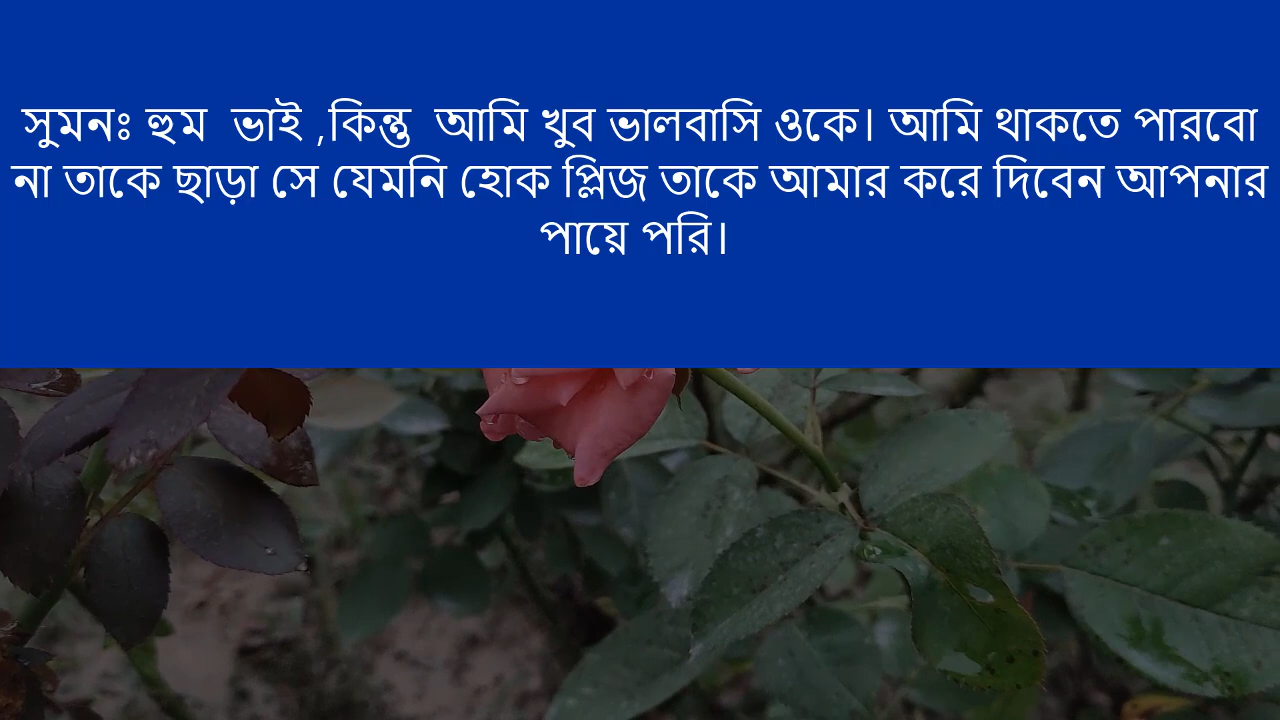 সুমনঃ হুম  ভাই ,কিন্তু  আমি খুব ভালবাসি ওকে। আমি থাকতে পারবো
না তাকে ছাড়া সে যেমনি হোক প্লিজ তাকে আমার করে দিবেন আপনার
পায়ে পরি।